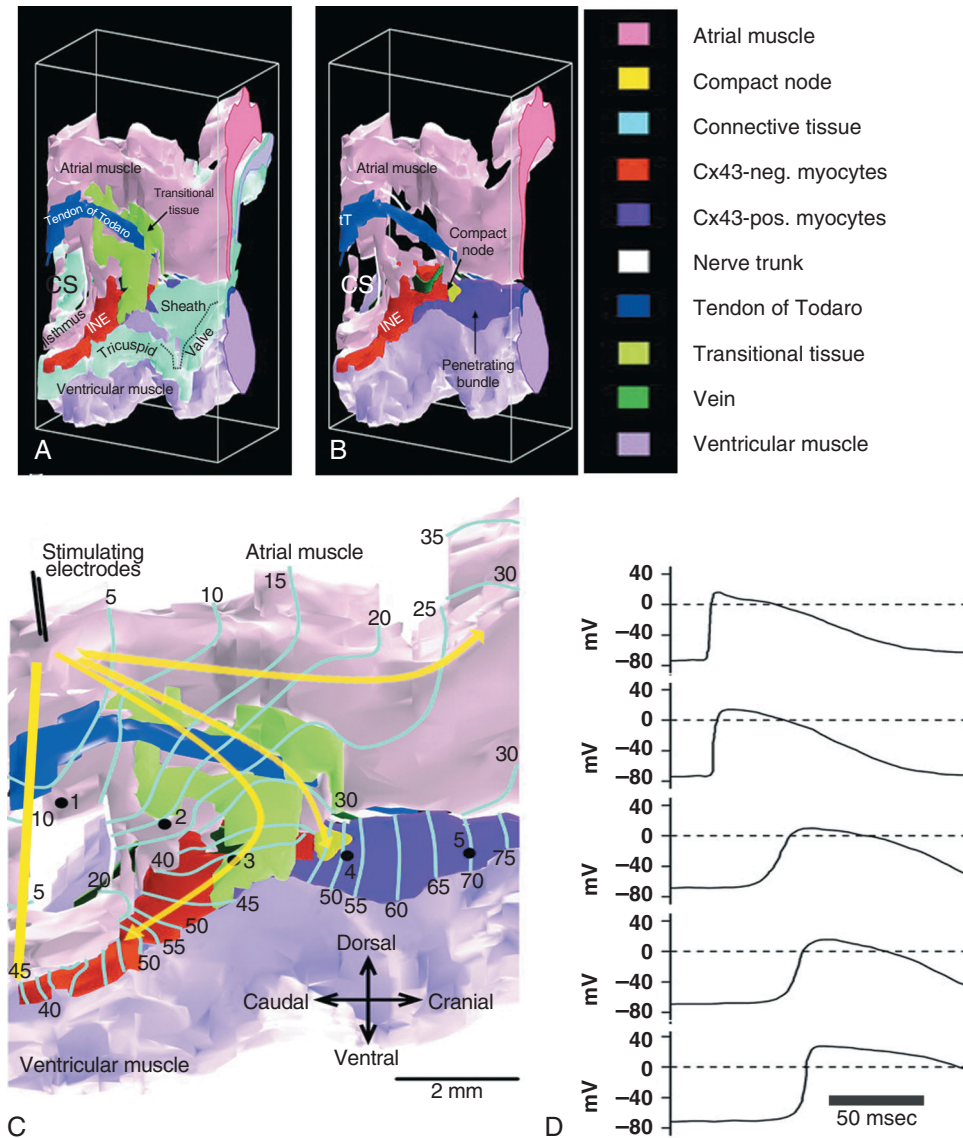 Atrial muscle
Transitional
tissue
Tendon of Todaro
CS
Isthmus
INE
Sheath
Tricuspid
Valve
Ventricular muscle
A
Atrial muscle
tT
Compact
node
CS
INE
Penetrating
bundle
B
Atrial muscle
Compact node
Connective tissue
Cx43-neg. myocytes
Cx43-pos. myocytes
Nerve trunk
Tendon of Todaro
Transitional tissue
Vein
Ventricular muscle
Stimulating
electrodes
Atrial muscle
5
10
15
20
25
35
30
30
1
10
2
40
3
30
4
5
5
20
45
50
55
50
50
55
60
65
70
75
45
40
Dorsal
Caudal
Cranial
Ventral
Ventricular muscle
2 mm
C
40
0
–40
–80
mV
40
0
–40
–80
mV
40
0
–40
–80
mV
40
0
–40
–80
mV
40
0
–40
–80
mV
50 msec
D